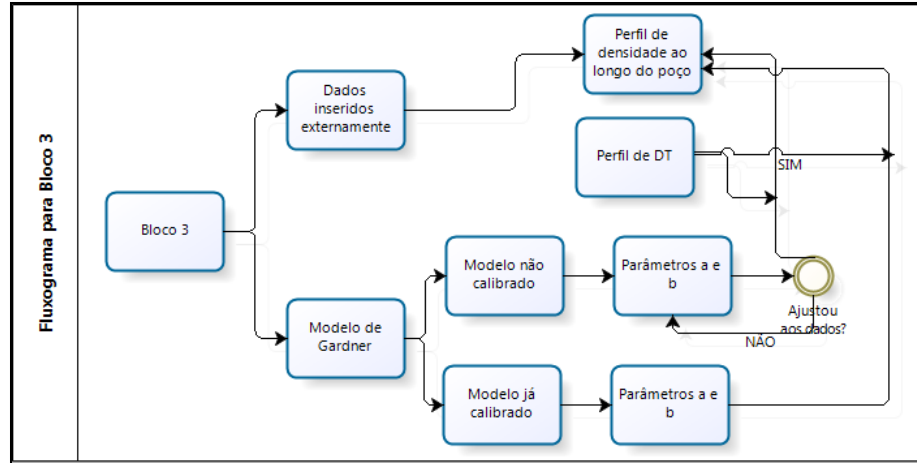 Fluxograma para Bloco 3
Perfil de
densidade ao
longo do poço
Dados
inseridos
externamente
Perfil de DT
SIM
Bloco 3
Modelo não
calibrado
Parâmetros a e
b
Ajustou
aos dados?
NÃO
Modelo de
Gardner
Modelo já
calibrado
Parâmetros a e
b